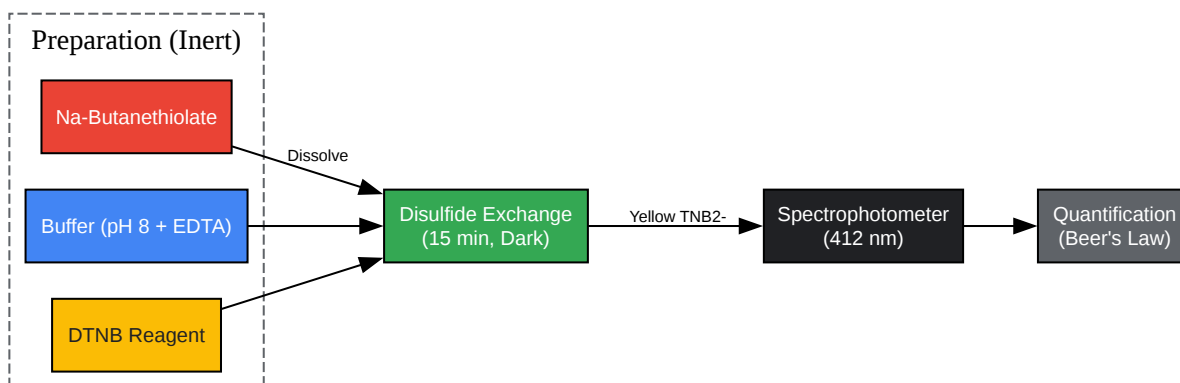 Preparation (Inert)
Na-Butanethiolate
Dissolve
Buffer (pH 8 + EDTA)
DTNB Reagent
Disulfide Exchange
(15 min, Dark)
Yellow TNB2-
Spectrophotometer
(412 nm)
Quantification
(Beer's Law)